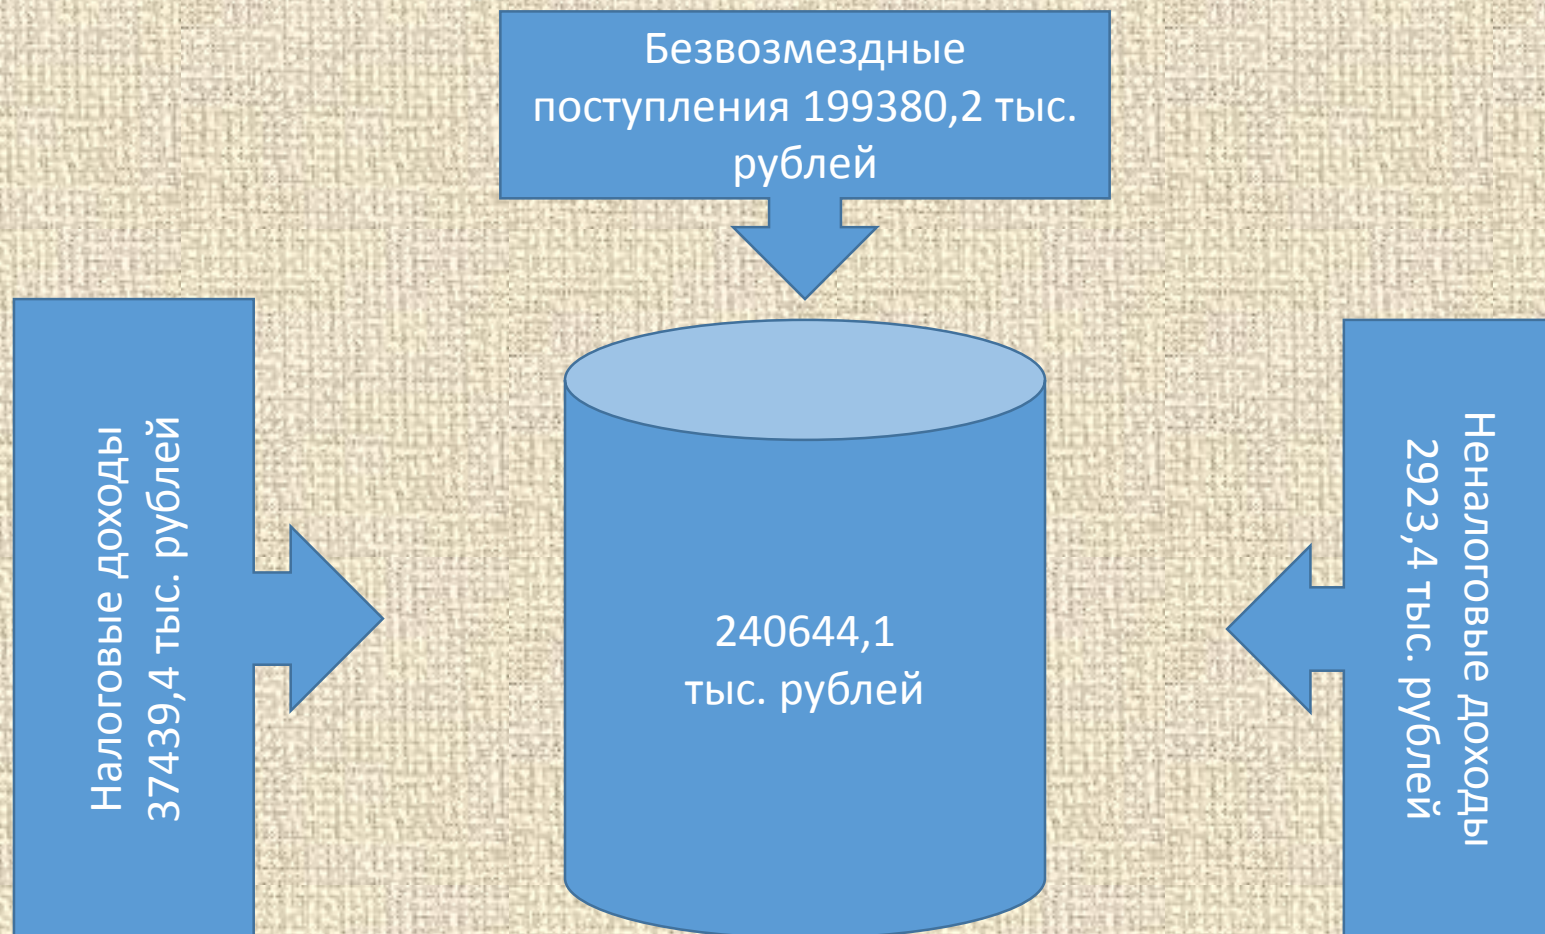 Безвозмездные
поступления 199380,2 тыс.
рублей
Налоговые доходы
37439,4 тыс. рублей
240644,1
тыс. рублей
Неналоговые доходы
2923,4 тыс. рублей